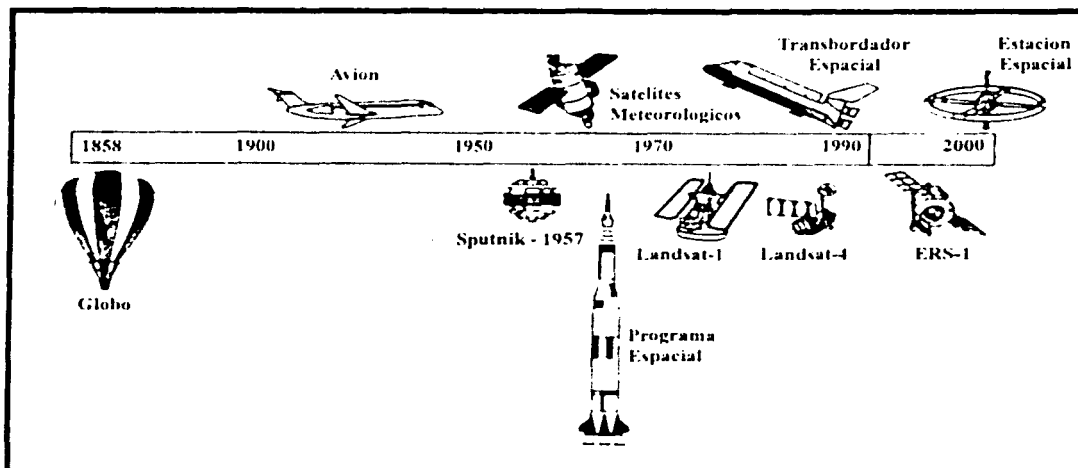 Transbordador
Espacial
Estacion
Espacial
Avion
Satelites
Meteorologicos
1858 1900 1950 1970 1990 2000
Sputnik - 1957
Landsat-1
Landsat-4
ERS-1
Globo
Programa
Espacial